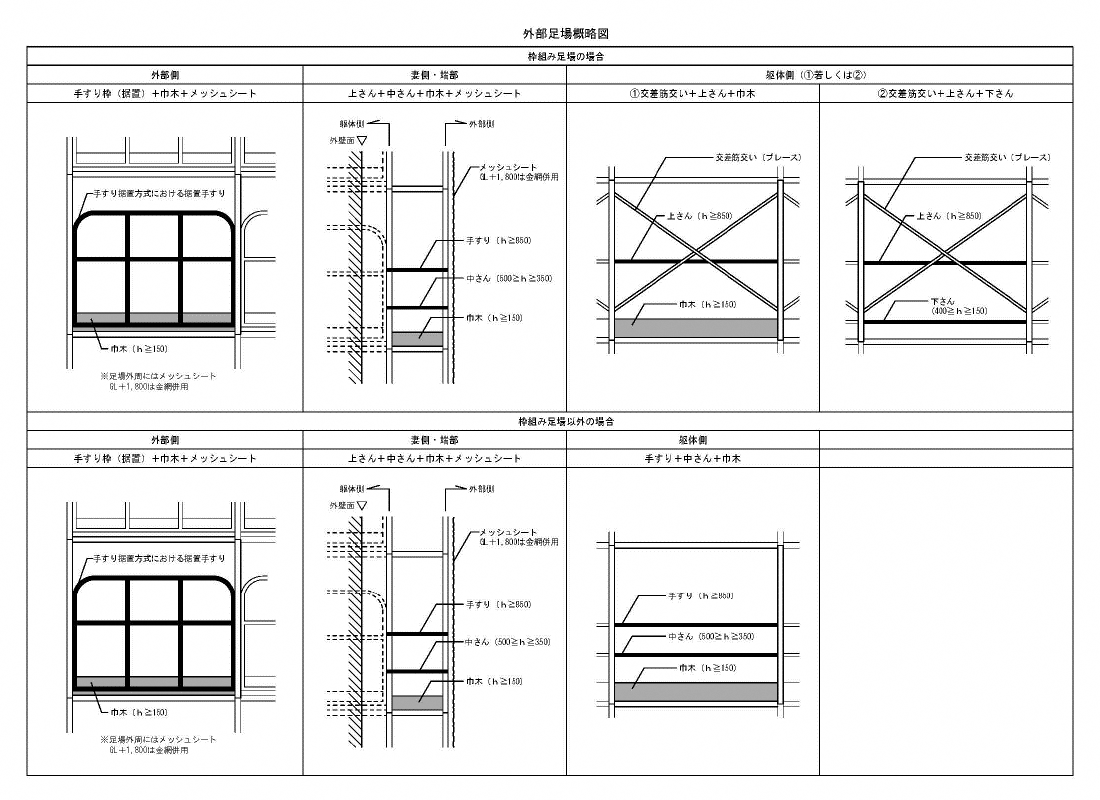 外部足場概略図
枠組み足場の場合
外部側
妻側・端部
躯体側（①若しくは②）
手すり枠（据置）＋巾木＋メッシュシート
上さん＋中さん＋巾木＋メッシュシート
①交差筋交い＋上さん＋巾木
②交差筋交い＋上さん＋下さん
手すり据置方式における据置手すり
巾木（ｈ≧150）
※足場外周にはメッシュシート
GL＋1,800は金網併用
躯体側
外部側
外壁面
メッシュシート
GL＋1,800は金網併用
手すり（ｈ≧850）
中さん（500≧ｈ≧350）
巾木（ｈ≧150）
交差筋交い（ブレース）
上さん（ｈ≧850）
巾木（ｈ≧150）
交差筋交い（ブレース）
上さん（ｈ≧850）
下さん
（400≧ｈ≧150）
枠組み足場以外の場合
外部側
妻側・端部
躯体側
手すり枠（据置）＋巾木＋メッシュシート
上さん＋中さん＋巾木＋メッシュシート
手すり＋中さん＋巾木
手すり据置方式における据置手すり
巾木（ｈ≧150）
※足場外周にはメッシュシート
GL＋1,800は金網併用
躯体側
外部側
外壁面
メッシュシート
GL＋1,800は金網併用
手すり（ｈ≧850）
中さん（500≧ｈ≧350）
巾木（ｈ≧150）
手すり（ｈ≧850）
中さん（500≧ｈ≧350）
巾木（ｈ≧150）